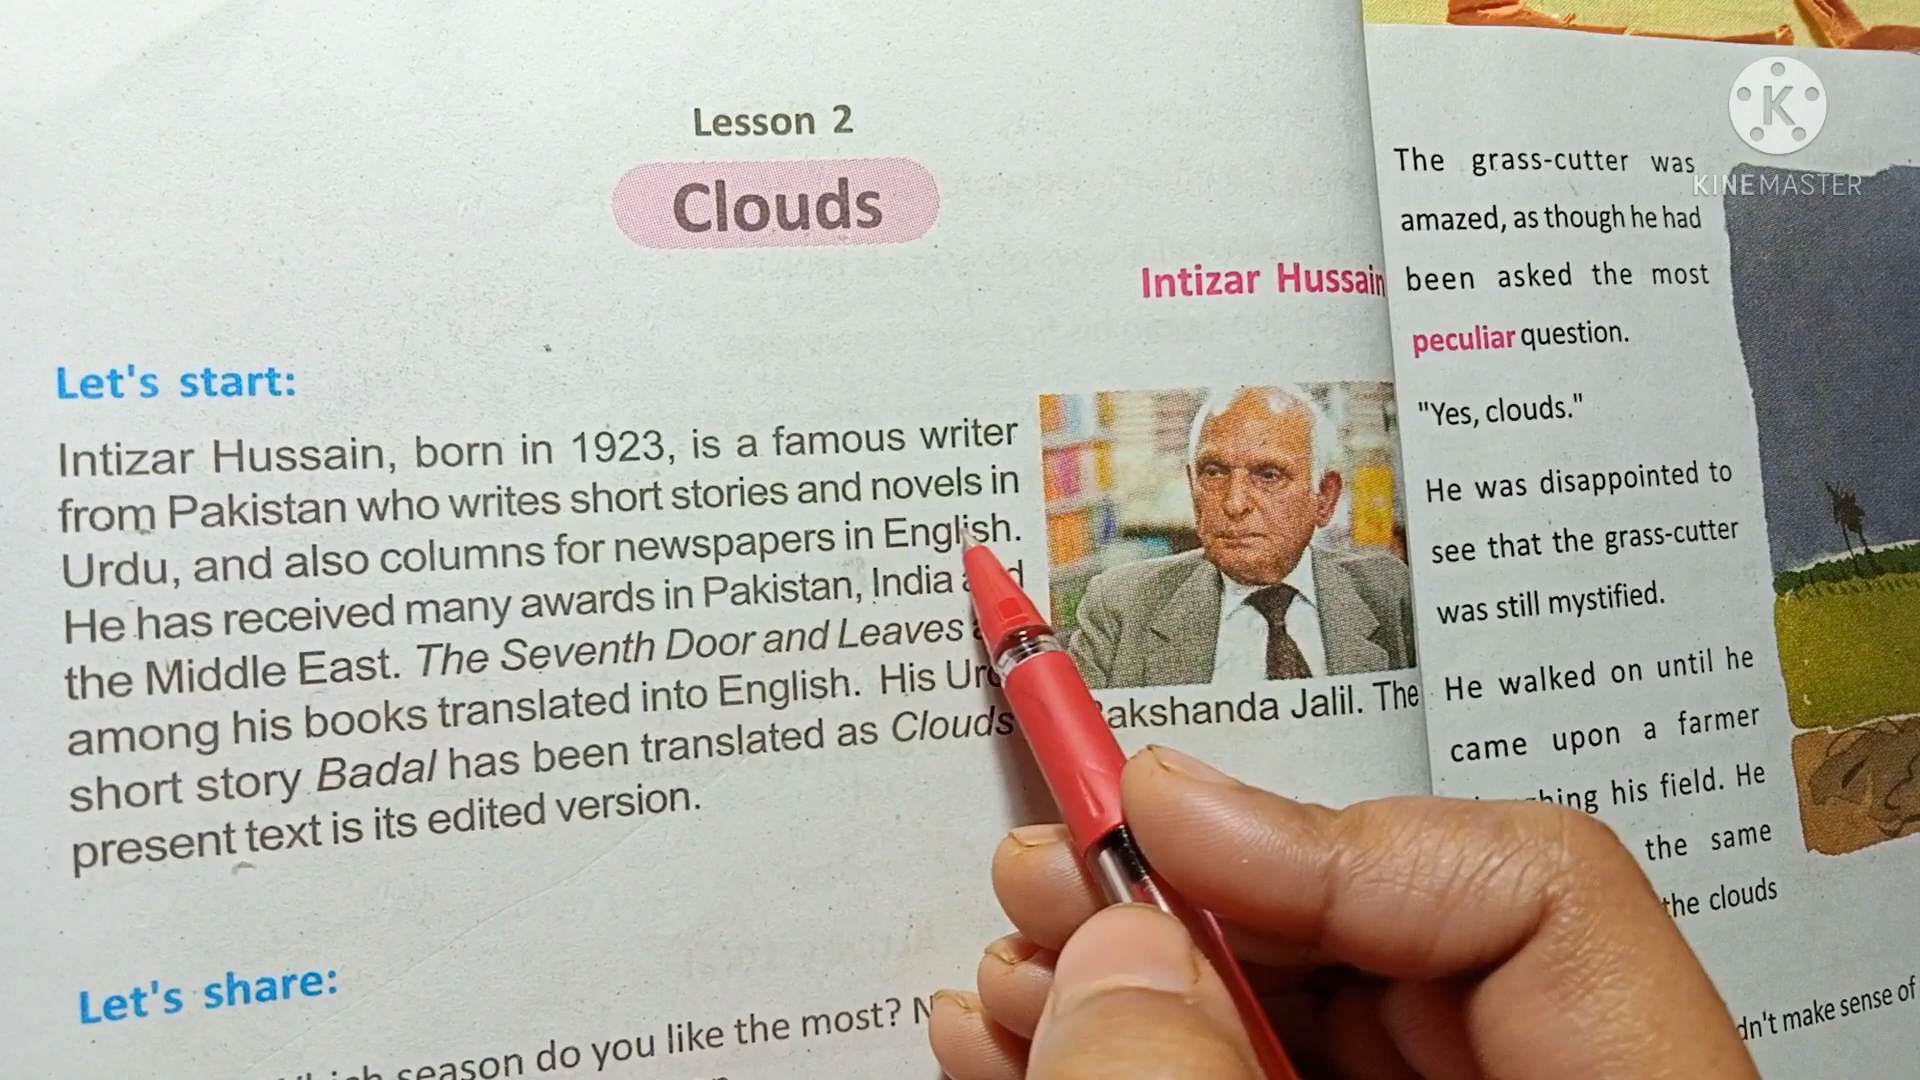 Lesson 2
Clouds
Intizar Hussain
Let's start:
Intizar Hussain, born in 1923, is a famous writer
from Pakistan who writes short stories and novels in
Urdu, and also columns for newspapers in English.
He has received many awards in Pakistan, India and
the Middle East. The Seventh Door and Leaves
among his books translated into English. His
short story Badal has been translated as Clouds
akshanda Jalil. The
present text is its edited version.
Let's share:
season do you like the most?
The grass-cutter was
amazed, as though he had
been asked the most
peculiar question.
"Yes, clouds."
He was disappointed to
see that the grass-cutter
was still mystified.
He walked on until he
came upon a farmer
his field. He
the same
the clouds
dn't make sense of
KINEMASTER